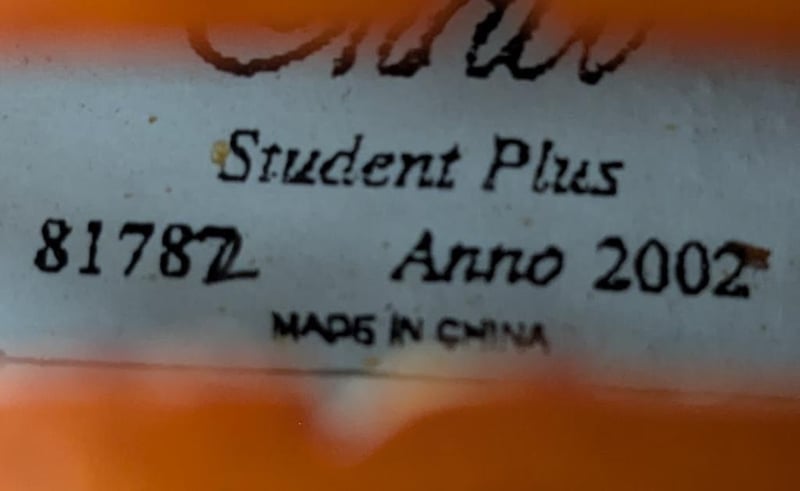 Student Plus
81782 Anno 2002
MADE IN CHINA